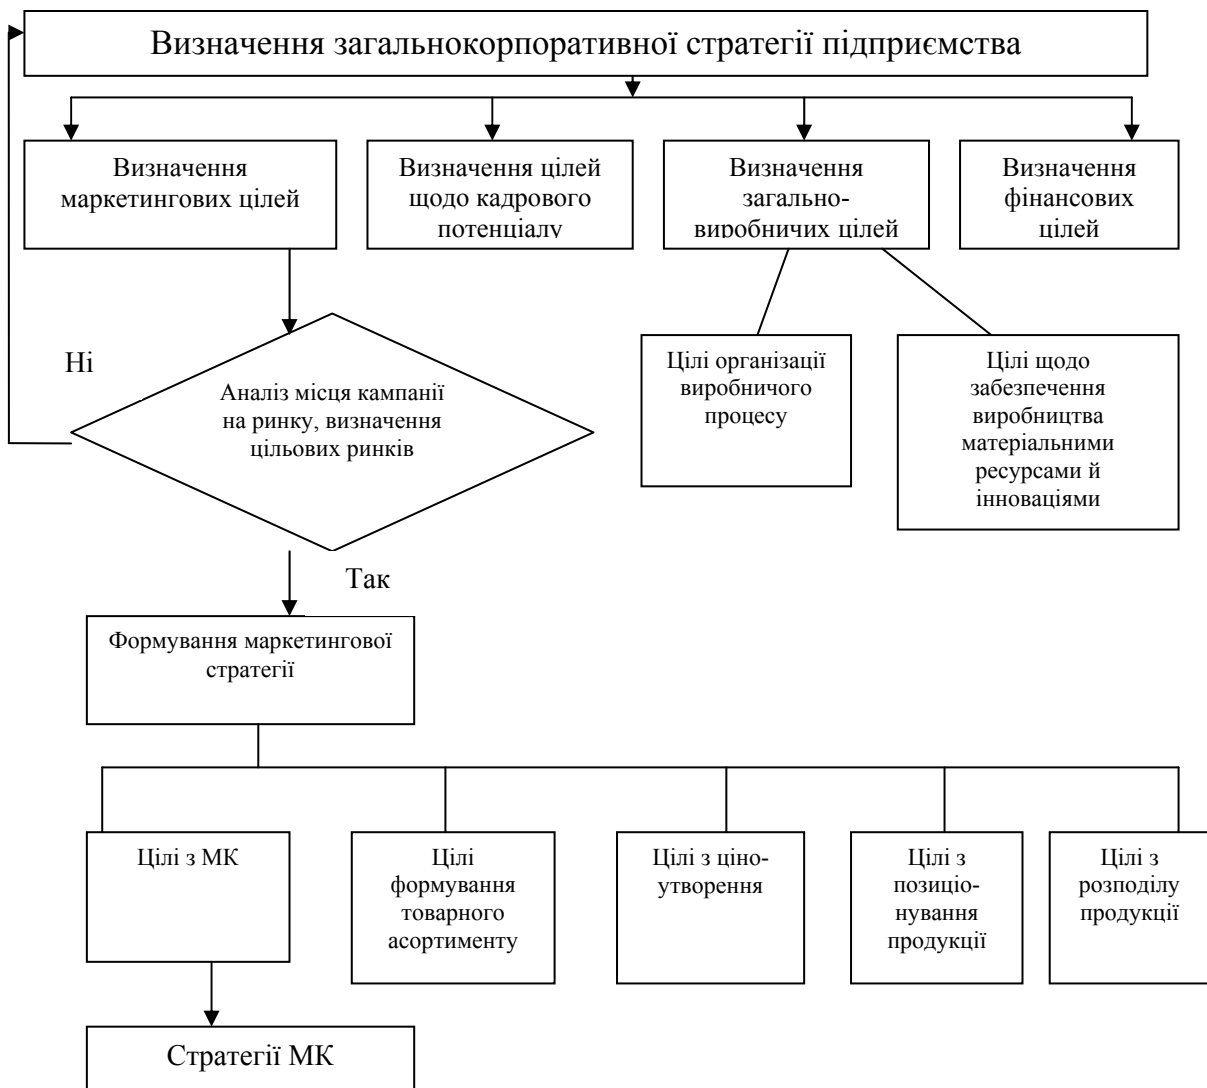 Визначення загальнокорпоративної стратегії підприємства
Визначення
маркетингових цілей
Визначення цілей
щодо кадрового
потенціалу
Визначення
загально-
виробничих цілей
Визначення
фінансових
цілей
Ні
Аналіз місця кампанії
на ринку, визначення
цільових ринків
Цілі організації
виробничого
процесу
Цілі щодо
забезпечення
виробництва
матеріальними
ресурсами й
інноваціями
Так
Формування маркетингової
стратегії
Цілі з МК
Цілі
формування
товарного
асортименту
Цілі з ціно-
утворення
Цілі з
позиціо-
нування
продукції
Цілі з
розподілу
продукції
Стратегії МК